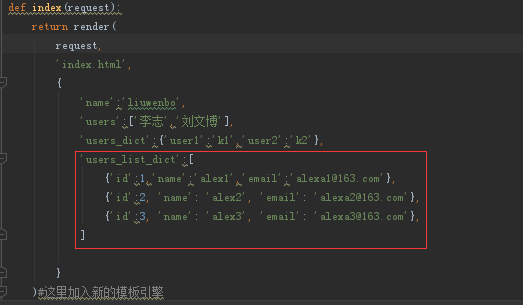 def index(request):
return render(
request,
'index.html',
{
'name':'liuwenbo',
'users':['李志','刘文博'],
'users_dict':{'user1':'k1','user2':'k2'},
'users_list_dict':[
{'id':1,'name':'alex1','email':'alexa1@163.com'},
{'id':2, 'name': 'alex2', 'email': 'alexa2@163.com'},
{'id':3, 'name': 'alex3', 'email': 'alexa3@163.com'},
]
}
)#这里加入新的模板引擎